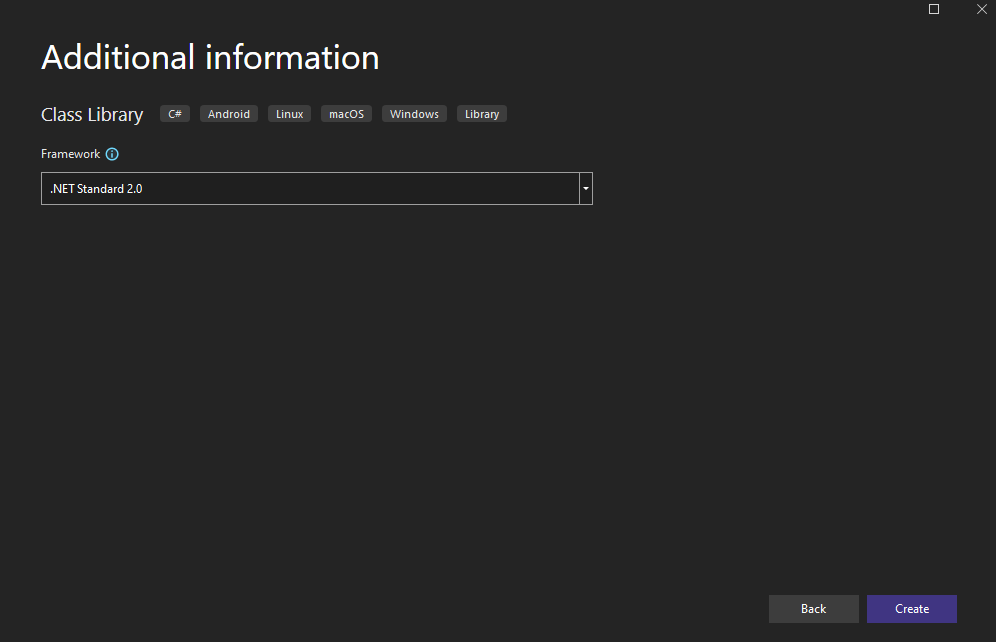 Additional information
Class Library C# Android Linux macOS Windows Library
Framework
.NET Standard 2.0
Back Create